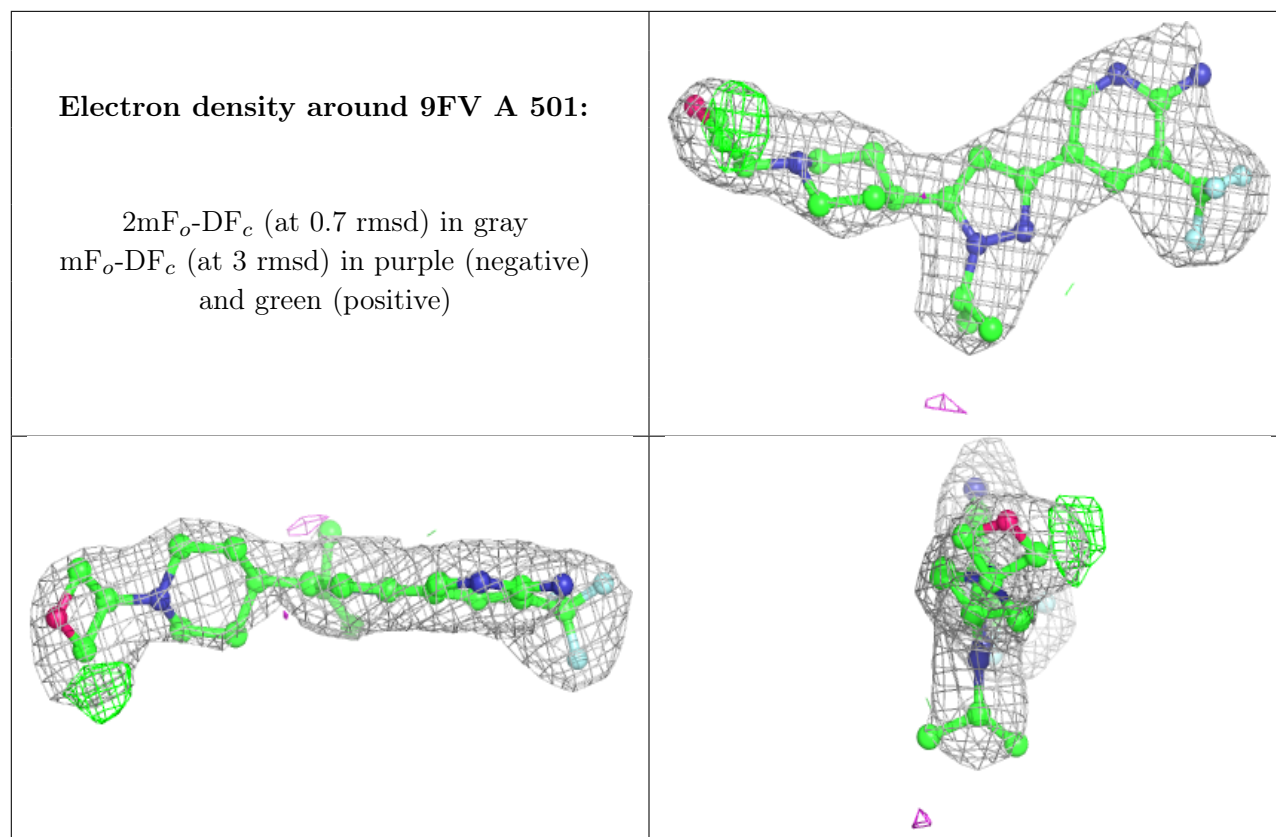 Electron density around 9FV A 501:
2mFₒ-DF𝒸 (at 0.7 rmsd) in gray
mFₒ-DF𝒸 (at 3 rmsd) in purple (negative)
and green (positive)